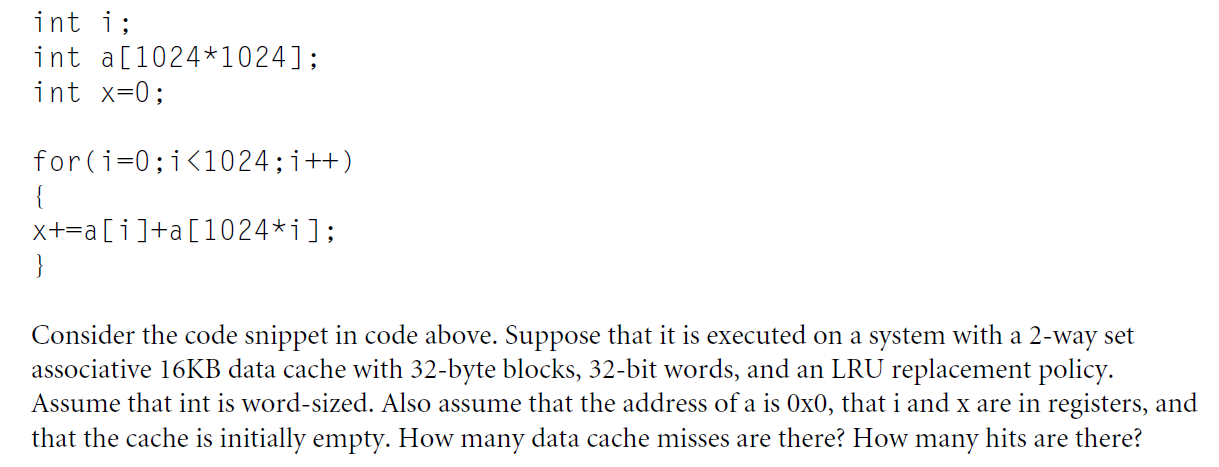 int i;
int a[1024*1024];
int x=0;
for(i=0;i<1024;i++)
{
x+=a[i]+a[1024*i];
}
Consider the code snippet in code above. Suppose that it is executed on a system with a 2-way set
associative 16KB data cache with 32-byte blocks, 32-bit words, and an LRU replacement policy.
Assume that int is word-sized. Also assume that the address of a is 0x0, that i and x are in registers, and
that the cache is initially empty. How many data cache misses are there? How many hits are there?